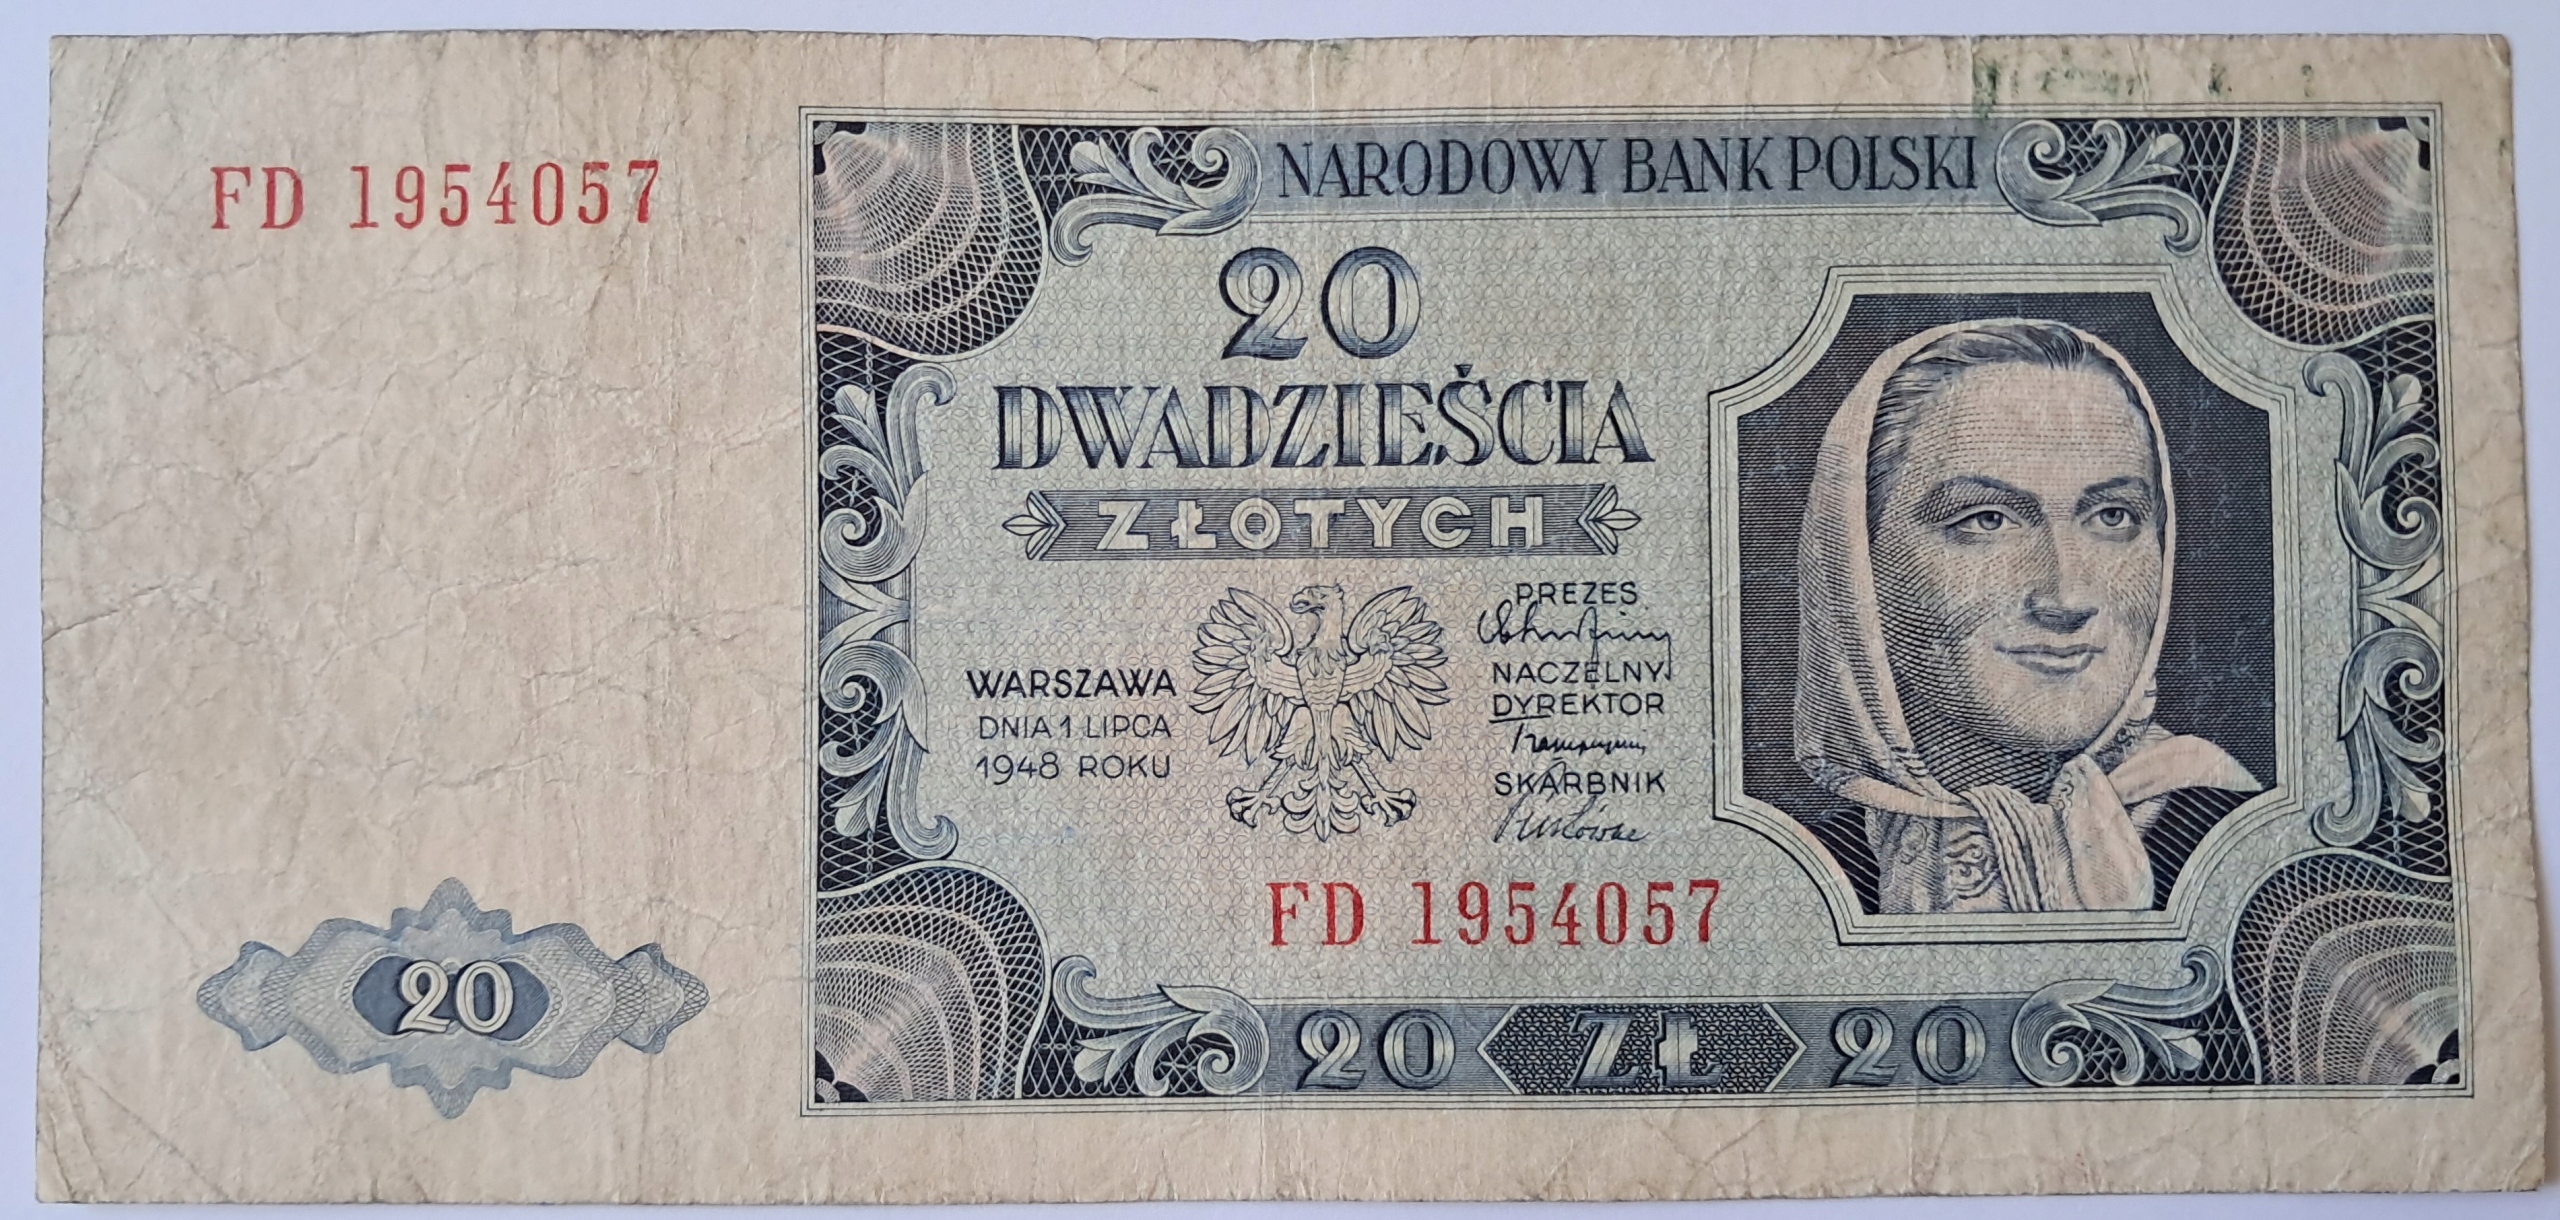 FD 1954057
NARODOWY BANK POLSKI
20
DWADZIEŚCIA
ZŁOTYCH
WARSZAWA
DNIA 1 LIPCA
1948 ROKU
PREZES
NACZELNY
DYREKTOR
SKARBNIK
FD 1954057
20
20 ZŁ 20